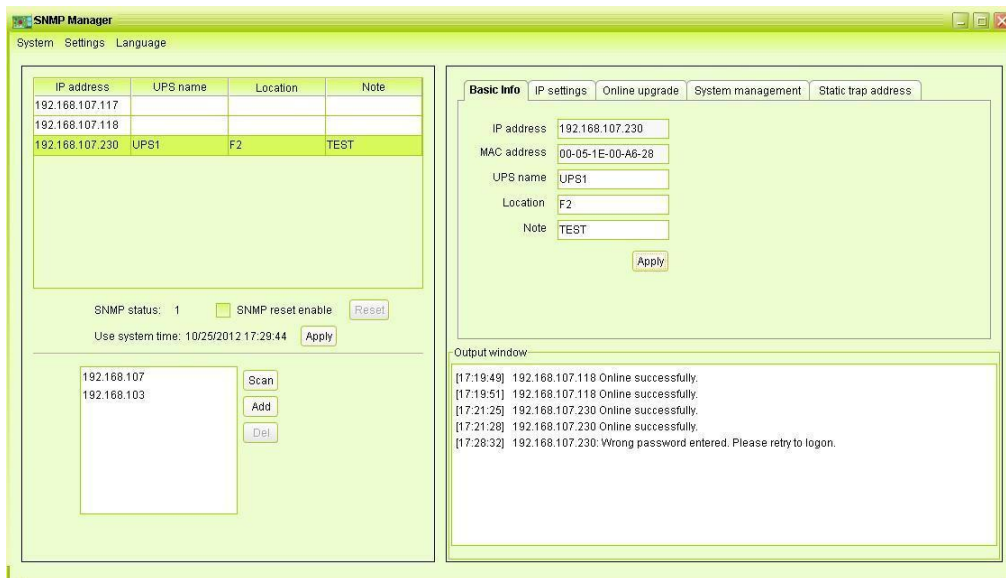 SNMP Manager
System Settings Language
IP address UPS name Location Note
192.168.107.117
192.168.107.118
192.168.107.230 UPS1 F2 TEST
SNMP status: 1 SNMP reset enable Reset
Use system time: 10/25/2012 17:29:44 Apply
192.168.107
192.168.103
Scan
Add
Del
Basic Info IP settings Online upgrade System management Static trap address
IP address 192.168.107.230
MAC address 00-05-1E-00-A6-28
UPS name UPS1
Location F2
Note TEST
Apply
Output window
[17:19:49] 192.168.107.118 Online successfully.
[17:19:51] 192.168.107.118 Online successfully.
[17:21:25] 192.168.107.230 Online successfully.
[17:21:28] 192.168.107.230 Online successfully.
[17:28:32] 192.168.107.230: Wrong password entered. Please retry to logon.